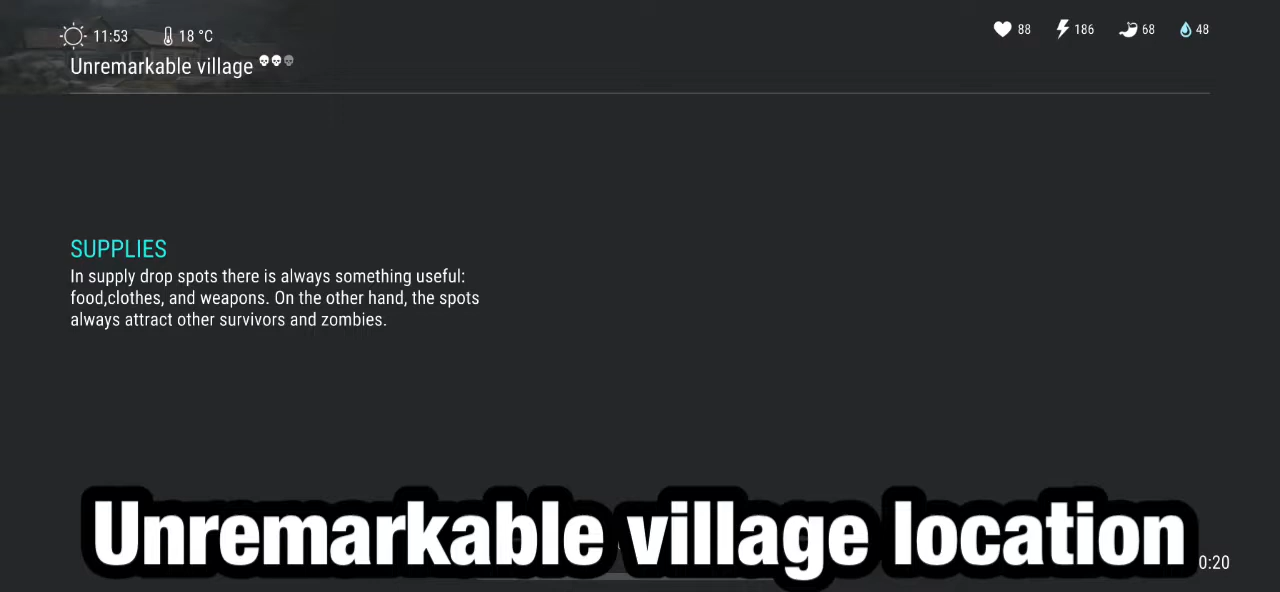 11:53 18 °C
88 186 68 48
Unremarkable village
SUPPLIES
In supply drop spots there is always something useful:
food,clothes, and weapons. On the other hand, the spots
always attract other survivors and zombies.
Unremarkable village location
0:20